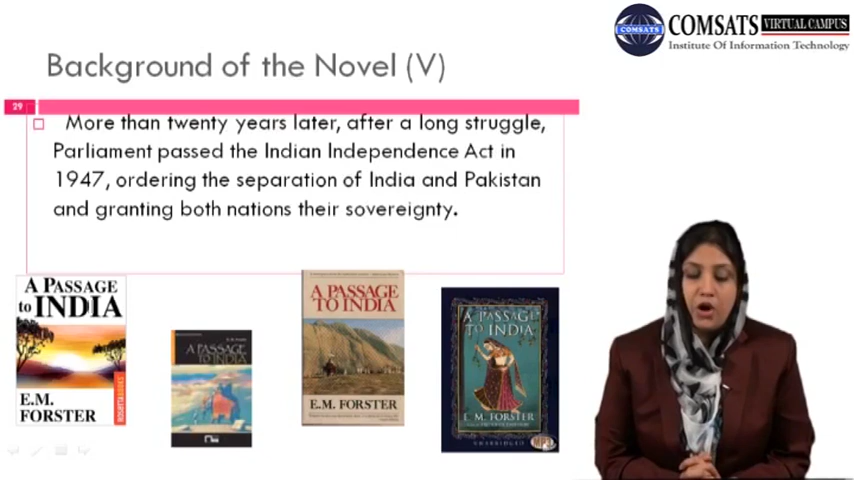 COMSATS VIRTUAL CAMPUS
COMSATS
Institute Of Information Technology
Background of the Novel (V)
29
More than twenty years later, after a long struggle,
Parliament passed the Indian Independence Act in
1947, ordering the separation of India and Pakistan
and granting both nations their sovereignty.
A PASSAGE
to INDIA
E.M.
FORSTER
A PASSAGE
TO INDIA
A PASSAGE
TO INDIA
E.M. FORSTER
A PASSAGE
TO INDIA
E. M. FORSTER
UNABRIDGED
MP3